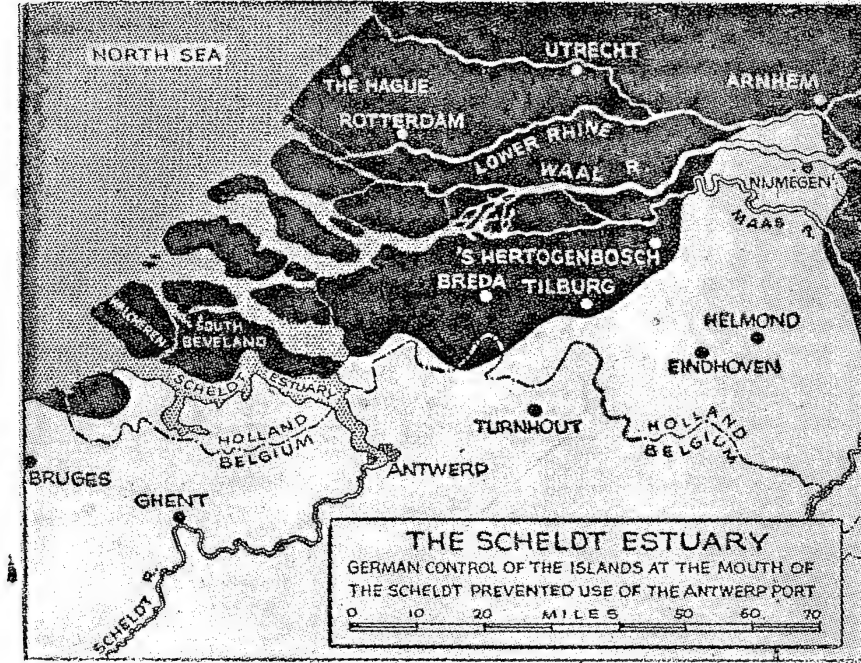 NORTH SEA
UTRECHT
THE HAGUE
ARNHEM
ROTTERDAM
LOWER RHINE
WAAL R.
NIJMEGEN
MAAS R.
'S HERTOGENBOSCH
BREDA
TILBURG
WALCHEREN
SOUTH
BEVELAND
HELMOND
EINDHOVEN
SCHELDT ESTUARY
HOLLAND
BELGIUM
TURNHOUT
HOLLAND
BELGIUM
BRUGES
ANTWERP
GHENT
SCHELDT R.
THE SCHELDT ESTUARY
GERMAN CONTROL OF THE ISLANDS AT THE MOUTH OF
THE SCHELDT PREVENTED USE OF THE ANTWERP PORT
0 10 20 MILES 50 60 70